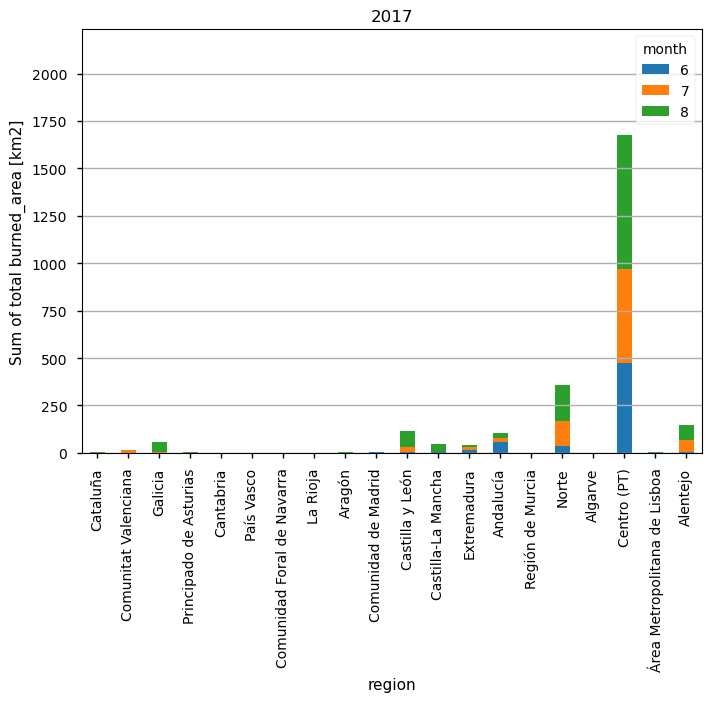 2017
month
6
7
8
Sum of total burned_area [km2]
2000
1750
1500
1250
1000
750
500
250
0
Cataluña
Comunitat Valenciana
Galicia
Principado de Asturias
Cantabria
País Vasco
Comunidad Foral de Navarra
La Rioja
Aragón
Comunidad de Madrid
Castilla y León
Castilla-La Mancha
Extremadura
Andalucía
Región de Murcia
Norte
Algarve
Centro (PT)
Área Metropolitana de Lisboa
Alentejo
region